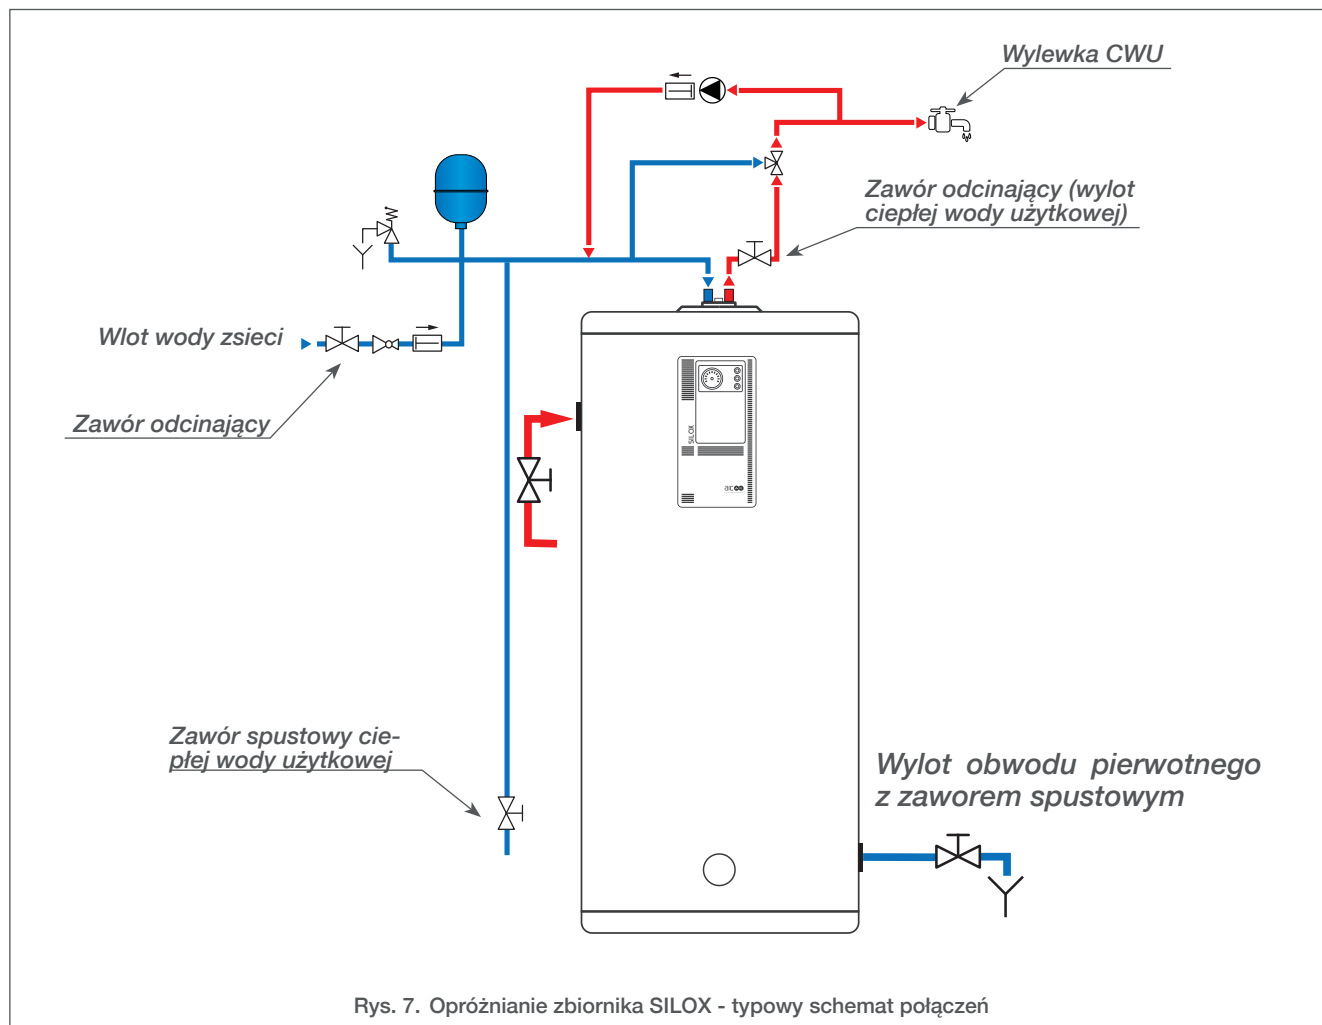 Wylewka CWU
Zawór odcinający (wylot
ciepłej wody użytkowej)
Wlot wody zsieci
Zawór odcinający
SILOX
Zawór spustowy cie-
płej wody użytkowej
Wylot obwodu pierwotnego
z zaworem spustowym
Rys. 7. Opróżnianie zbiornika SILOX - typowy schemat połączeń